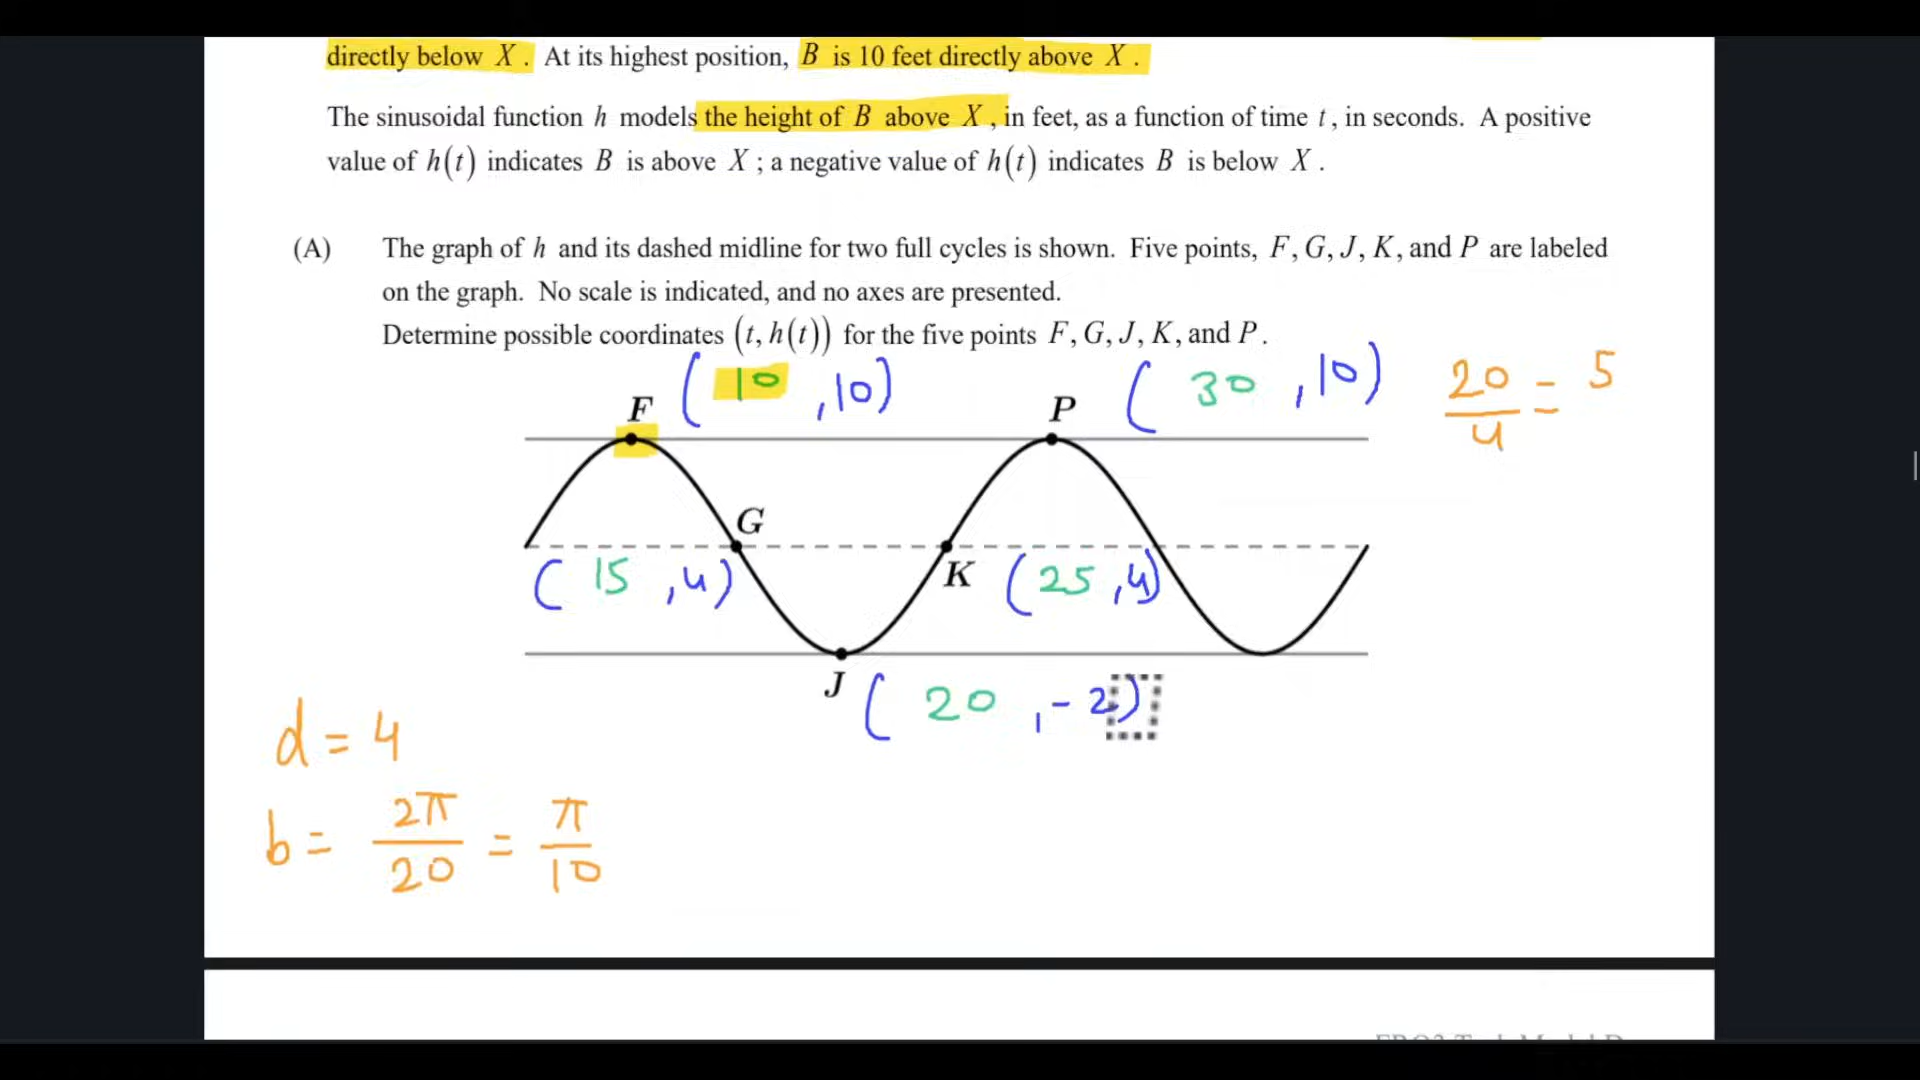 directly below X. At its highest position, B is 10 feet directly above X.
The sinusoidal function h models the height of B above X, in feet, as a function of time t, in seconds. A positive
value of h(t) indicates B is above X; a negative value of h(t) indicates B is below X.
(A) The graph of h and its dashed midline for two full cycles is shown. Five points, F, G, J, K, and P are labeled
on the graph. No scale is indicated, and no axes are presented.
Determine possible coordinates (t, h(t)) for the five points F, G, J, K, and P.
F (10, 10)
P (30, 10)
20/4 = 5
G
(15, 4)
K (25, 4)
J (20, -2)
d = 4
b = 2π/20 = π/10